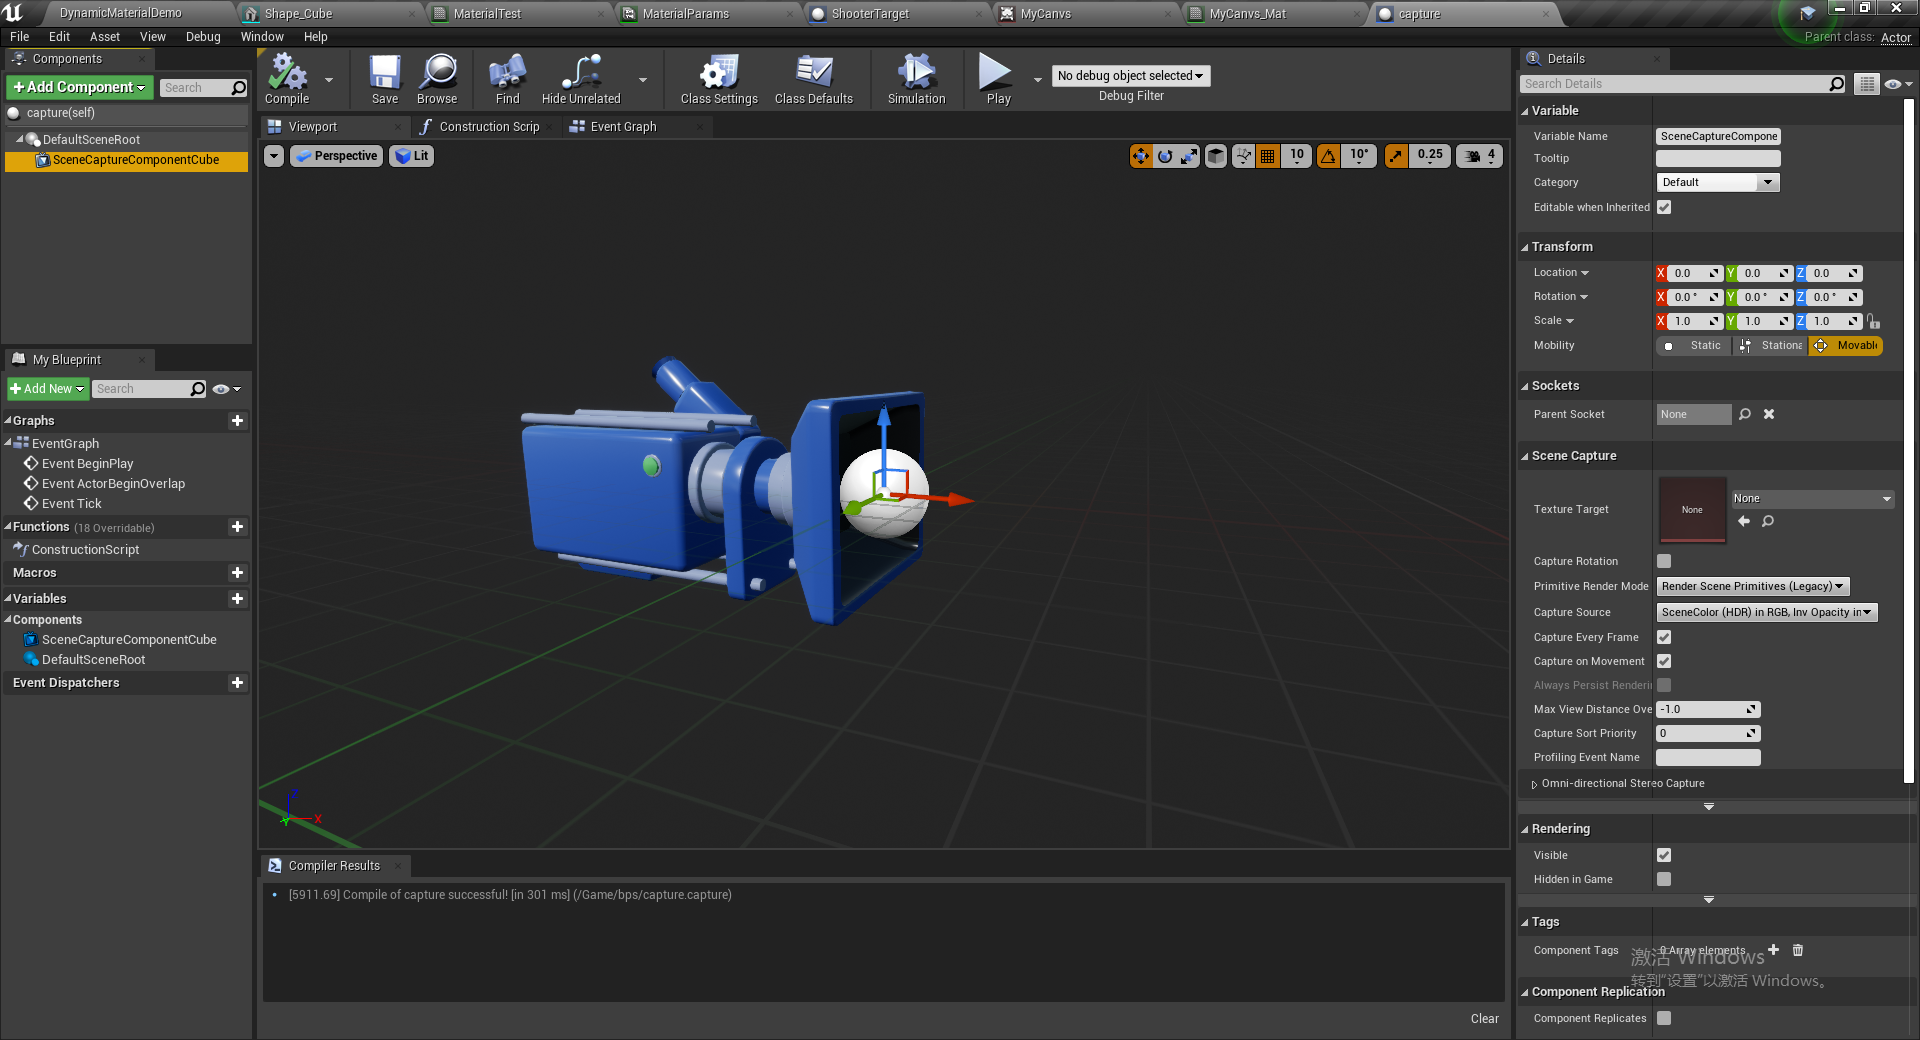 DynamicMaterialDemo
Shape_Cube
MaterialTest
MaterialParams
ShooterTarget
MyCanvs
MyCanvs_Mat
capture
File Edit Asset View Debug Window Help
Parent class: Actor
Components
+ Add Component
Search
capture(self)
DefaultSceneRoot
SceneCaptureComponentCube
Compile
Save
Browse
Find
Hide Unrelated
Class Settings
Class Defaults
Simulation
Play
No debug object selected
Debug Filter
Viewport
Construction Scrip
Event Graph
Perspective
Lit
10
10°
0.25
4
X
My Blueprint
+ Add New
Search
Graphs
EventGraph
Event BeginPlay
Event ActorBeginOverlap
Event Tick
Functions (18 Overridable)
ConstructionScript
Macros
Variables
Components
SceneCaptureComponentCube
DefaultSceneRoot
Event Dispatchers
Compiler Results
[5911.69] Compile of capture successful! [in 301 ms] (/Game/bps/capture.capture)
Clear
Details
Search Details
Variable
Variable Name SceneCaptureCompone
Tooltip
Category Default
Editable when Inherited
Transform
Location X 0.0 Y 0.0 Z 0.0
Rotation X 0.0 ° Y 0.0 ° Z 0.0 °
Scale X 1.0 Y 1.0 Z 1.0
Mobility Static Stationa Movable
Sockets
Parent Socket None
Scene Capture
Texture Target None None
Capture Rotation
Primitive Render Mode Render Scene Primitives (Legacy)
Capture Source SceneColor (HDR) in RGB, Inv Opacity in
Capture Every Frame
Capture on Movement
Always Persist Renderi
Max View Distance Ove -1.0
Capture Sort Priority 0
Profiling Event Name
Omni-directional Stereo Capture
Rendering
Visible
Hidden in Game
Tags
Component Tags 0 Array elements
激活 Windows
转到"设置"以激活 Windows。
Component Replication
Component Replicates